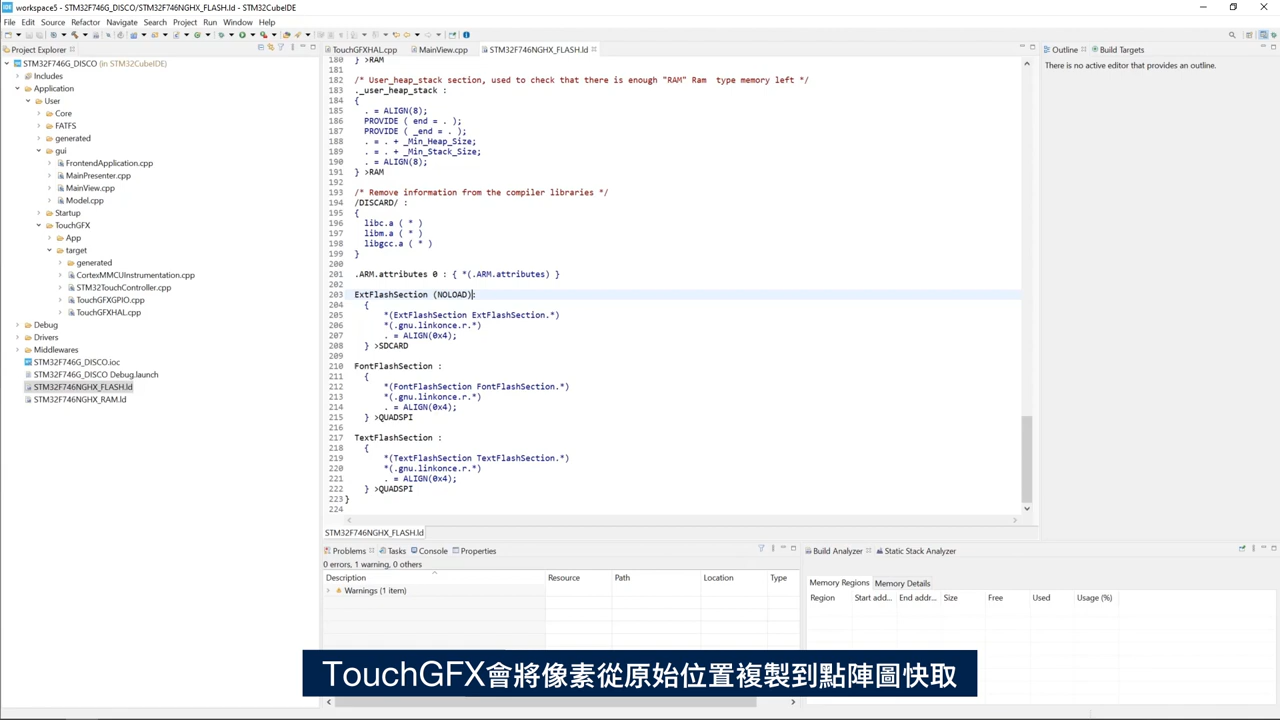 workspace5 - STM32F746G_DISCO/STM32F746NGHX_FLASH.ld - STM32CubeIDE
File Edit Source Refactor Navigate Search Project Run Window Help
Project Explorer
STM32F746G_DISCO (in STM32CubeIDE)
Includes
Application
User
Core
FATFS
generated
gui
FrontendApplication.cpp
MainPresenter.cpp
MainView.cpp
Model.cpp
Startup
TouchGFX
App
target
generated
CortexMMCUInstrumentation.cpp
STM32TouchController.cpp
TouchGFXGPIO.cpp
TouchGFXHAL.cpp
Debug
Drivers
Middlewares
STM32F746G_DISCO.ioc
STM32F746G_DISCO Debug.launch
STM32F746NGHX_FLASH.ld
STM32F746NGHX_RAM.ld
TouchGFXHAL.cpp MainView.cpp STM32F746NGHX_FLASH.ld
180 } >RAM
181
182 /* User_heap_stack section, used to check that there is enough "RAM" Ram type memory left */
183 ._user_heap_stack :
184 {
185 . = ALIGN(8);
186 PROVIDE ( end = . );
187 PROVIDE ( _end = . );
188 . = . + _Min_Heap_Size;
189 . = . + _Min_Stack_Size;
190 . = ALIGN(8);
191 } >RAM
192
193 /* Remove information from the compiler libraries */
194 /DISCARD/ :
195 {
196 libc.a ( * )
197 libm.a ( * )
198 libgcc.a ( * )
199 }
200
201 .ARM.attributes 0 : { *(.ARM.attributes) }
202
203 ExtFlashSection (NOLOAD):
204 {
205 *(ExtFlashSection ExtFlashSection.*)
206 *(.gnu.linkonce.r.*)
207 . = ALIGN(0x4);
208 } >SDCARD
209
210 FontFlashSection :
211 {
212 *(FontFlashSection FontFlashSection.*)
213 *(.gnu.linkonce.r.*)
214 . = ALIGN(0x4);
215 } >QUADSPI
216
217 TextFlashSection :
218 {
219 *(TextFlashSection TextFlashSection.*)
220 *(.gnu.linkonce.r.*)
221 . = ALIGN(0x4);
222 } >QUADSPI
223 }
224
STM32F746NGHX_FLASH.ld
Outline Build Targets
There is no active editor that provides an outline.
Problems Tasks Console Properties
0 errors, 1 warning, 0 others
Description Resource Path Location Type
Warnings (1 item)
Build Analyzer Static Stack Analyzer
Memory Regions Memory Details
Region Start add... End addr... Size Free Used Usage (%)
TouchGFX會將像素從原始位置複製到點陣圖快取